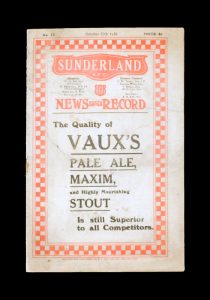 SUNDERLAND
NEWS AND RECORD
The Quality of
VAUX'S
PALE ALE,
MAXIM,
and Highly Nourishing
STOUT
Is still Superior
to all Competitors.